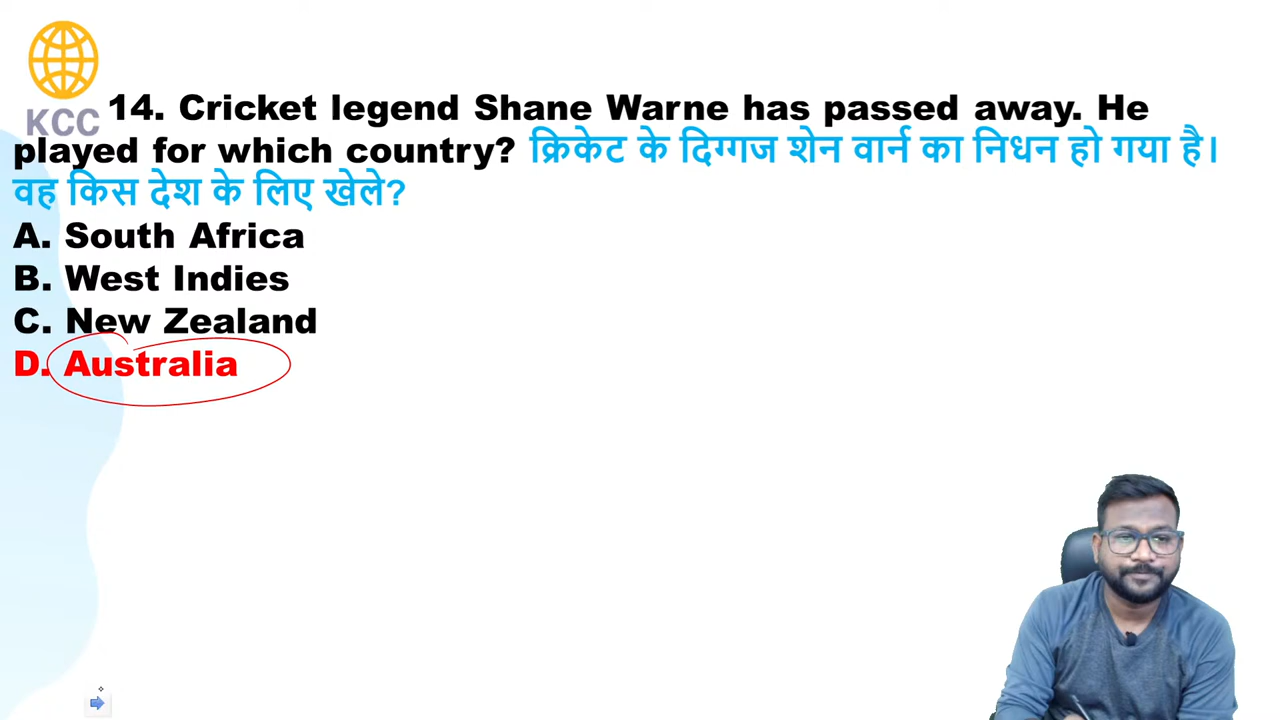 KCC
14. Cricket legend Shane Warne has passed away. He
played for which country? क्रिकेट के दिग्गज शेन वार्न का निधन हो गया है।
वह किस देश के लिए खेले?
A. South Africa
B. West Indies
C. New Zealand
D. Australia